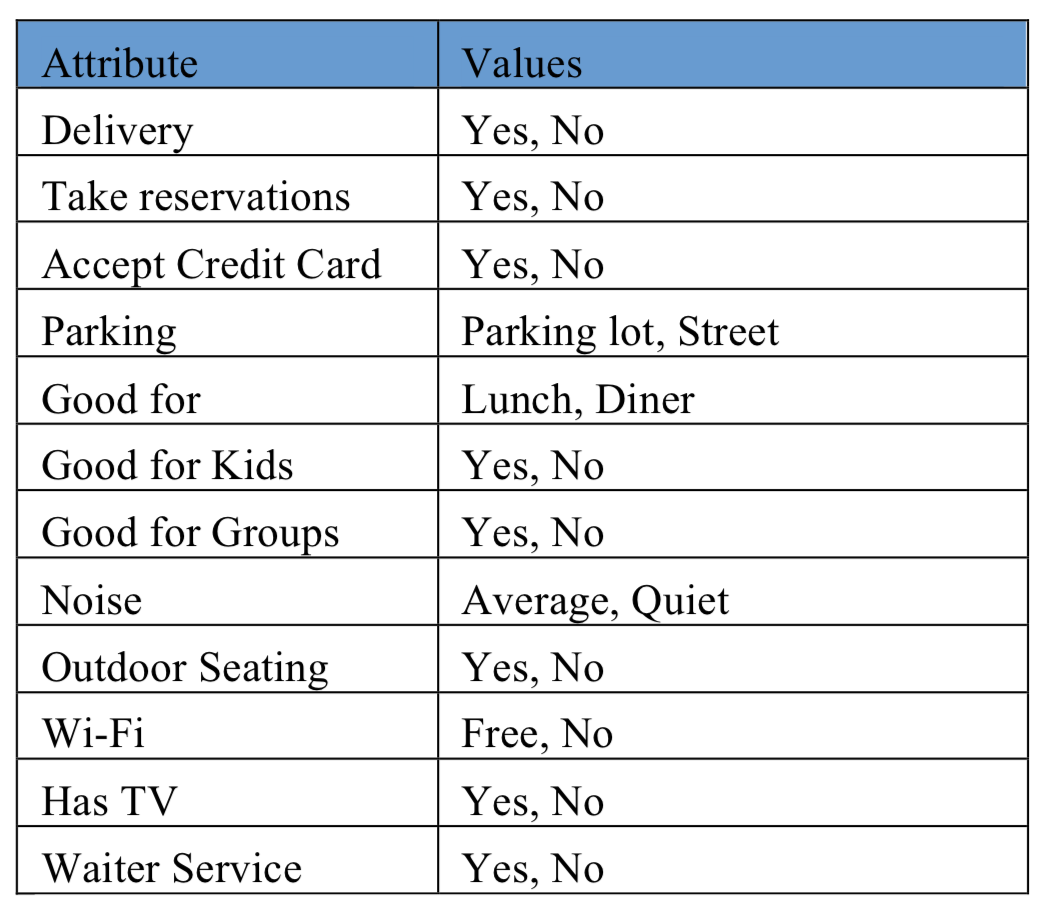 Attribute Values
Delivery Yes, No
Take reservations Yes, No
Accept Credit Card Yes, No
Parking Parking lot, Street
Good for Lunch, Diner
Good for Kids Yes, No
Good for Groups Yes, No
Noise Average, Quiet
Outdoor Seating Yes, No
Wi-Fi Free, No
Has TV Yes, No
Waiter Service Yes, No